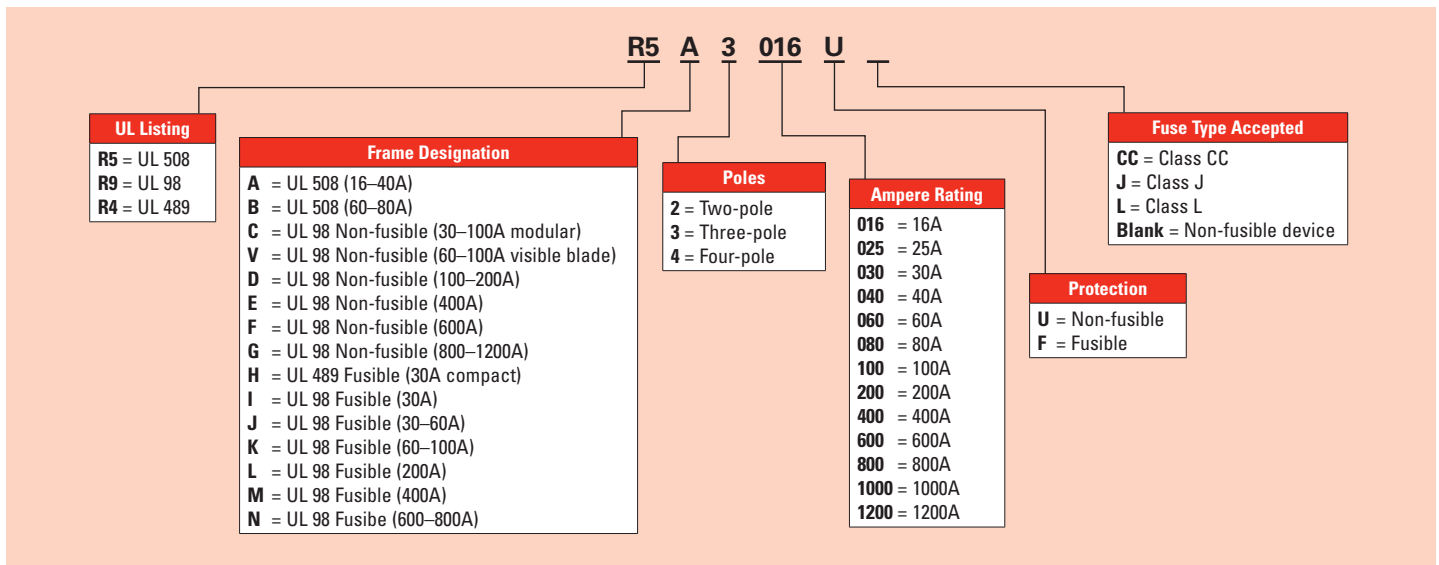 R5 A 3 016 U _
UL Listing
R5 = UL 508
R9 = UL 98
R4 = UL 489
Frame Designation
A = UL 508 (16–40A)
B = UL 508 (60–80A)
C = UL 98 Non-fusible (30–100A modular)
V = UL 98 Non-fusible (60–100A visible blade)
D = UL 98 Non-fusible (100–200A)
E = UL 98 Non-fusible (400A)
F = UL 98 Non-fusible (600A)
G = UL 98 Non-fusible (800–1200A)
H = UL 489 Fusible (30A compact)
I = UL 98 Fusible (30A)
J = UL 98 Fusible (30–60A)
K = UL 98 Fusible (60–100A)
L = UL 98 Fusible (200A)
M = UL 98 Fusible (400A)
N = UL 98 Fusibe (600–800A)
Poles
2 = Two-pole
3 = Three-pole
4 = Four-pole
Ampere Rating
016 = 16A
025 = 25A
030 = 30A
040 = 40A
060 = 60A
080 = 80A
100 = 100A
200 = 200A
400 = 400A
600 = 600A
800 = 800A
1000 = 1000A
1200 = 1200A
Protection
U = Non-fusible
F = Fusible
Fuse Type Accepted
CC = Class CC
J = Class J
L = Class L
Blank = Non-fusible device